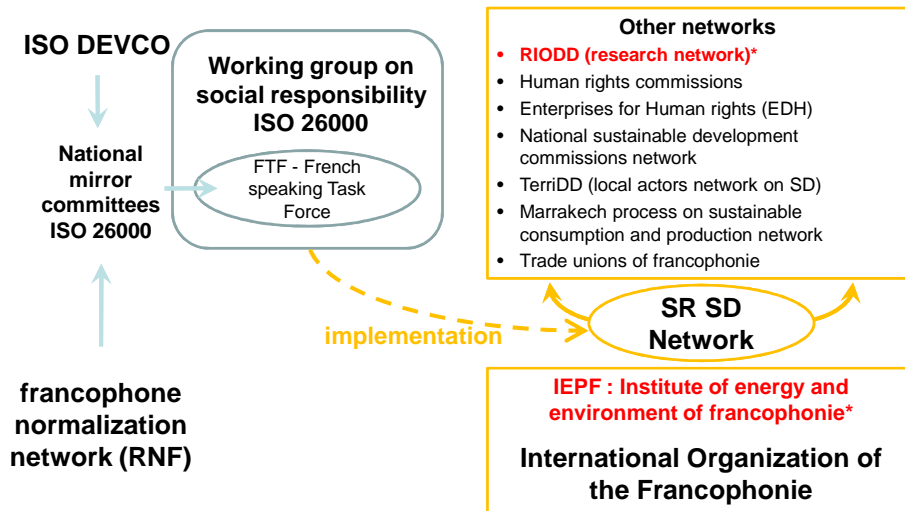 ISO DEVCO
National
mirror
committees
ISO 26000
francophone
normalization
network (RNF)
Working group on
social responsibility
ISO 26000
FTF - French
speaking Task
Force
implementation
Other networks
• RIODD (research network)*
• Human rights commissions
• Enterprises for Human rights (EDH)
• National sustainable development
commissions network
• TerriDD (local actors network on SD)
• Marrakech process on sustainable
consumption and production network
• Trade unions of francophonie
SR SD
Network
IEPF : Institute of energy and
environment of francophonie*
International Organization of
the Francophonie